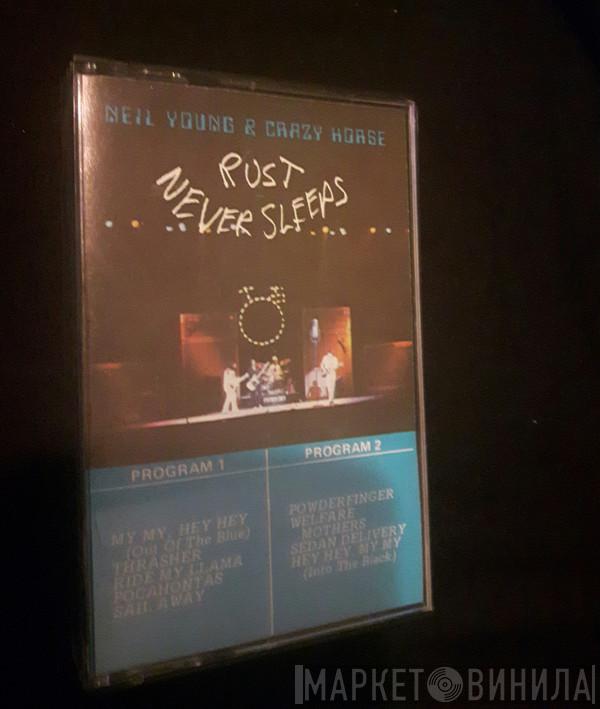 NEIL YOUNG & CRAZY HORSE
RUST
NEVER SLEEPS
PROGRAM 1
MY MY, HEY HEY
(Out Of The Blue)
THRASHER
RIDE MY LLAMA
POCAHONTAS
SAIL AWAY
PROGRAM 2
POWDERFINGER
WELFARE
MOTHERS
SEDAN DELIVERY
HEY HEY, MY MY
(Into The Black)
МАРКЕТ ВИНИЛА